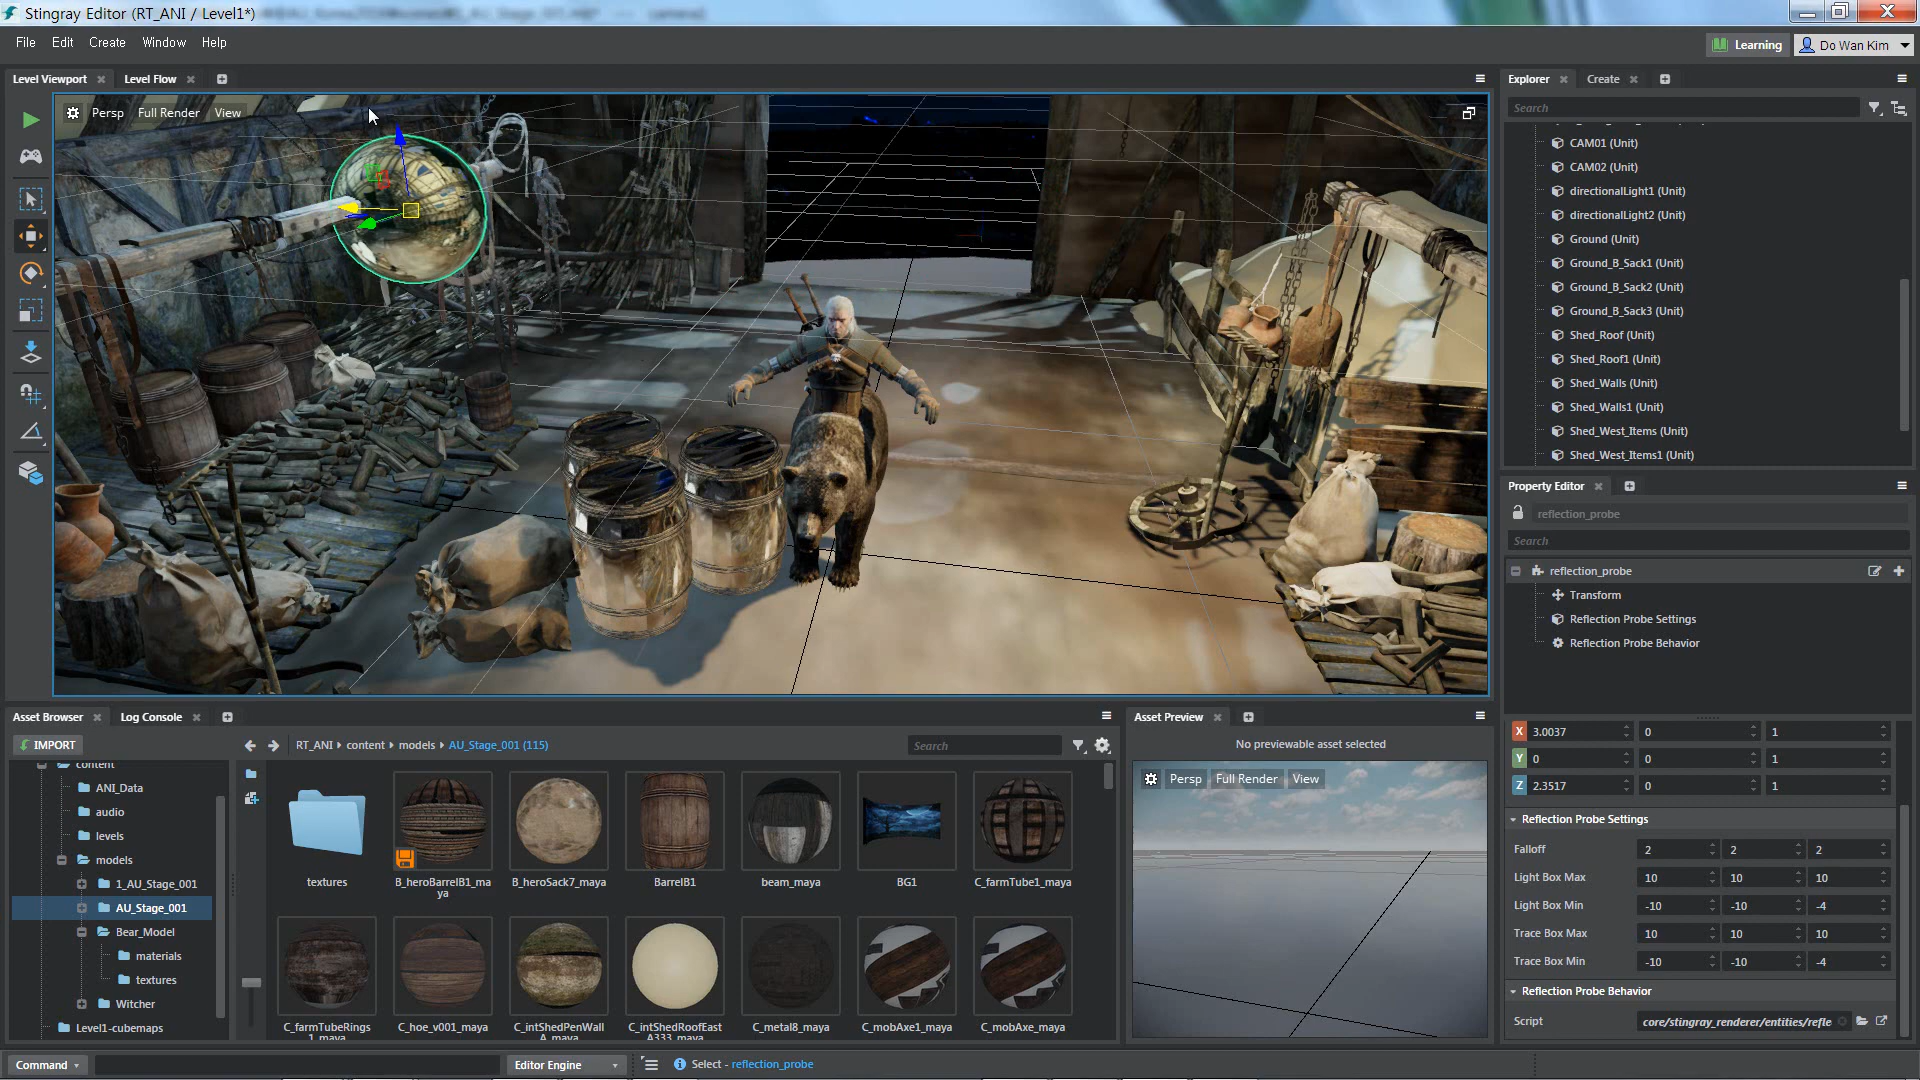 Stingray Editor (RT_ANI / Level1*)
File Edit Create Window Help
Learning
Do Wan Kim
Level Viewport
Level Flow
Persp Full Render View
Explorer
Create
Search
CAM01 (Unit)
CAM02 (Unit)
directionalLight1 (Unit)
directionalLight2 (Unit)
Ground (Unit)
Ground_B_Sack1 (Unit)
Ground_B_Sack2 (Unit)
Ground_B_Sack3 (Unit)
Shed_Roof (Unit)
Shed_Roof1 (Unit)
Shed_Walls (Unit)
Shed_Walls1 (Unit)
Shed_West_Items (Unit)
Shed_West_Items1 (Unit)
Property Editor
reflection_probe
Search
reflection_probe
Transform
Reflection Probe Settings
Reflection Probe Behavior
X 3.0037 0 1
Y 0 0 1
Z 2.3517 0 1
Reflection Probe Settings
Falloff 2 2 2
Light Box Max 10 10 10
Light Box Min -10 -10 -4
Trace Box Max 10 10 10
Trace Box Min -10 -10 -4
Reflection Probe Behavior
Script core/stingray_renderer/entities/refle
Asset Browser
Log Console
IMPORT
RT_ANI content models AU_Stage_001 (115)
Search
content
ANI_Data
audio
levels
models
1_AU_Stage_001
AU_Stage_001
Bear_Model
materials
textures
Witcher
Level1-cubemaps
textures
B_heroBarrelB1_ma
ya
B_heroSack7_maya
BarrelB1
beam_maya
BG1
C_farmTube1_maya
C_farmTubeRings
1_maya
C_hoe_v001_maya
C_intShedPenWall
A_maya
C_intShedRoofEast
A333_maya
C_metal8_maya
C_mobAxe1_maya
C_mobAxe_maya
Asset Preview
No previewable asset selected
Persp Full Render View
Command
Editor Engine
Select - reflection_probe